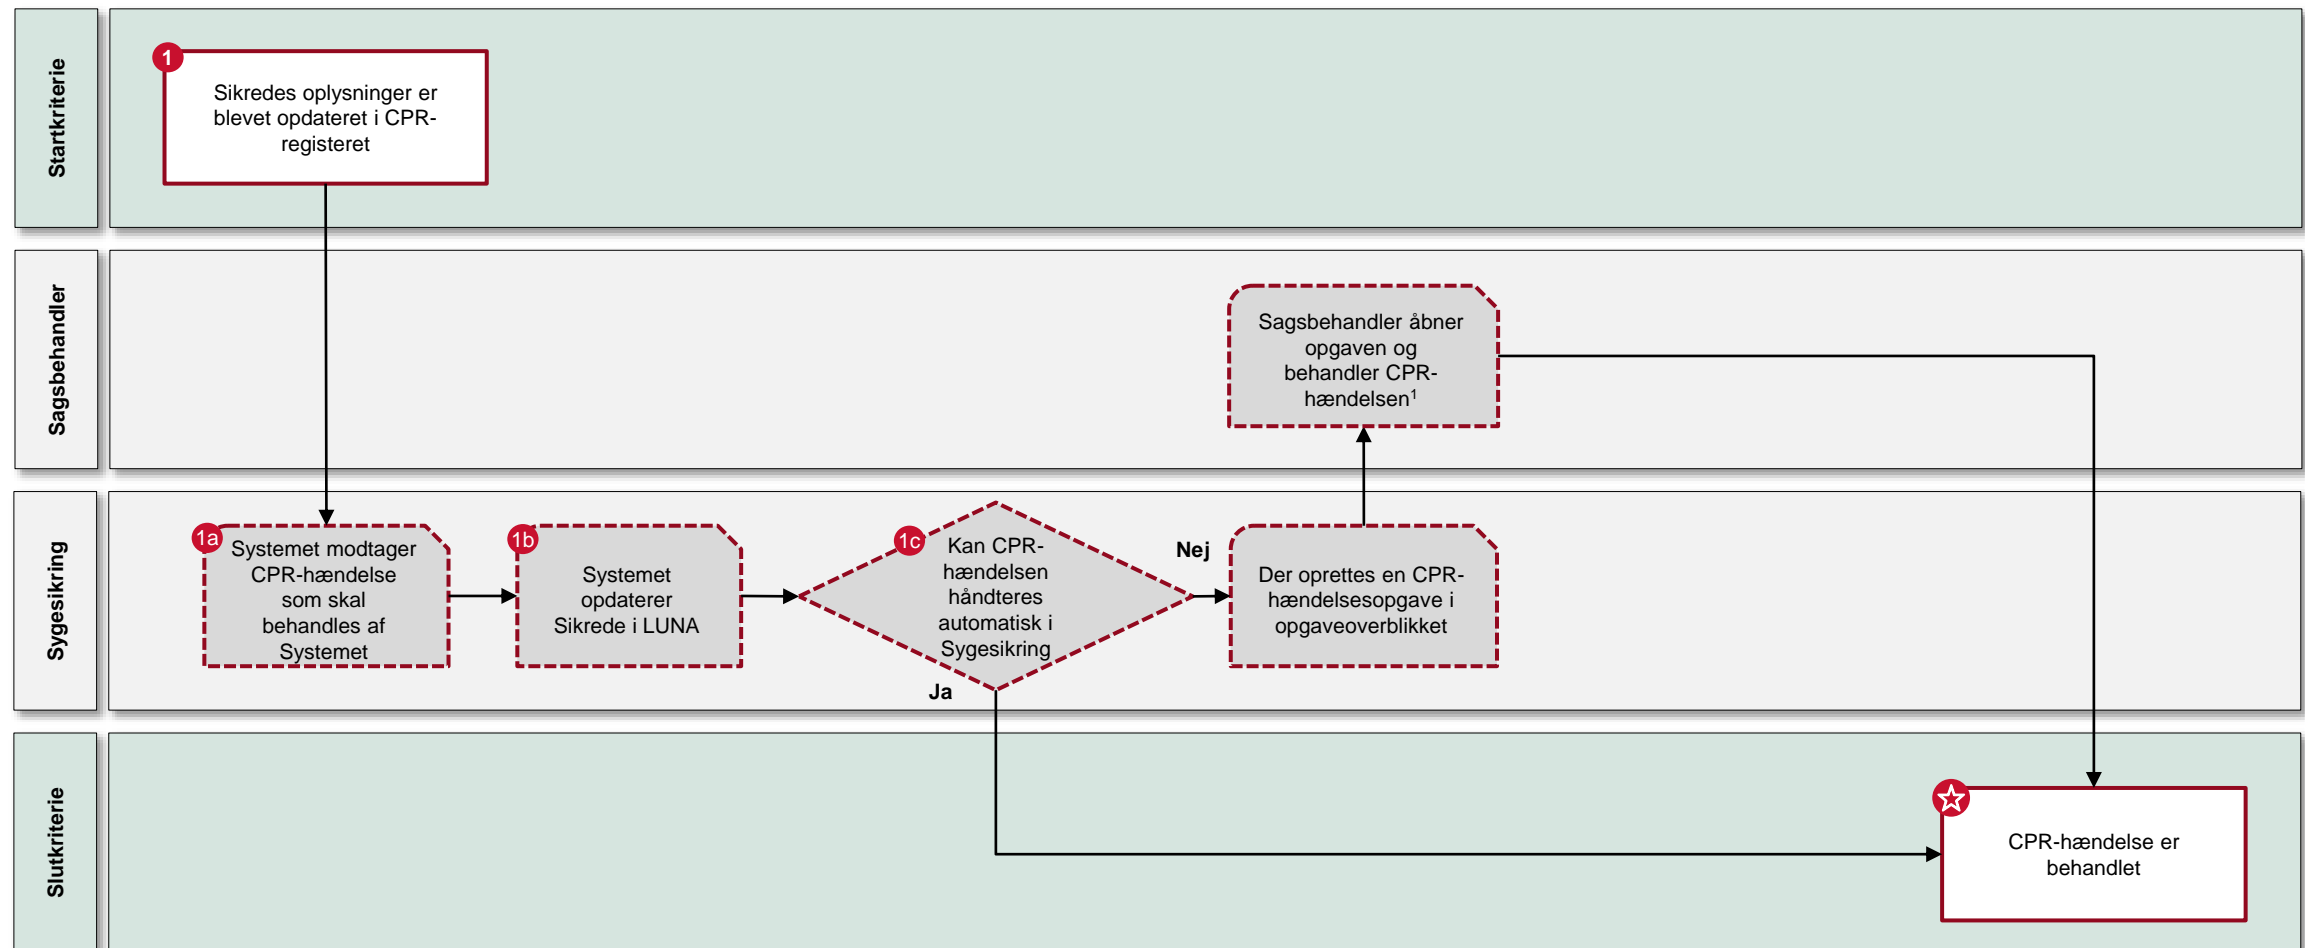 Startkriterie
1
Sikredes oplysninger er
blevet opdateret i CPR-
registeret
Sagsbehandler
Sagsbehandler åbner
opgaven og
behandler CPR-
hændelsen¹
Sygesikring
1a
Systemet modtager
CPR-hændelse
som skal
behandles af
Systemet
1b
Systemet
opdaterer
Sikrede i LUNA
1c
Kan CPR-
hændelsen
håndteres
automatisk i
Sygesikring
Nej
Ja
Der oprettes en CPR-
hændelsesopgave i
opgaveoverblikket
Slutkriterie
CPR-hændelse er
behandlet